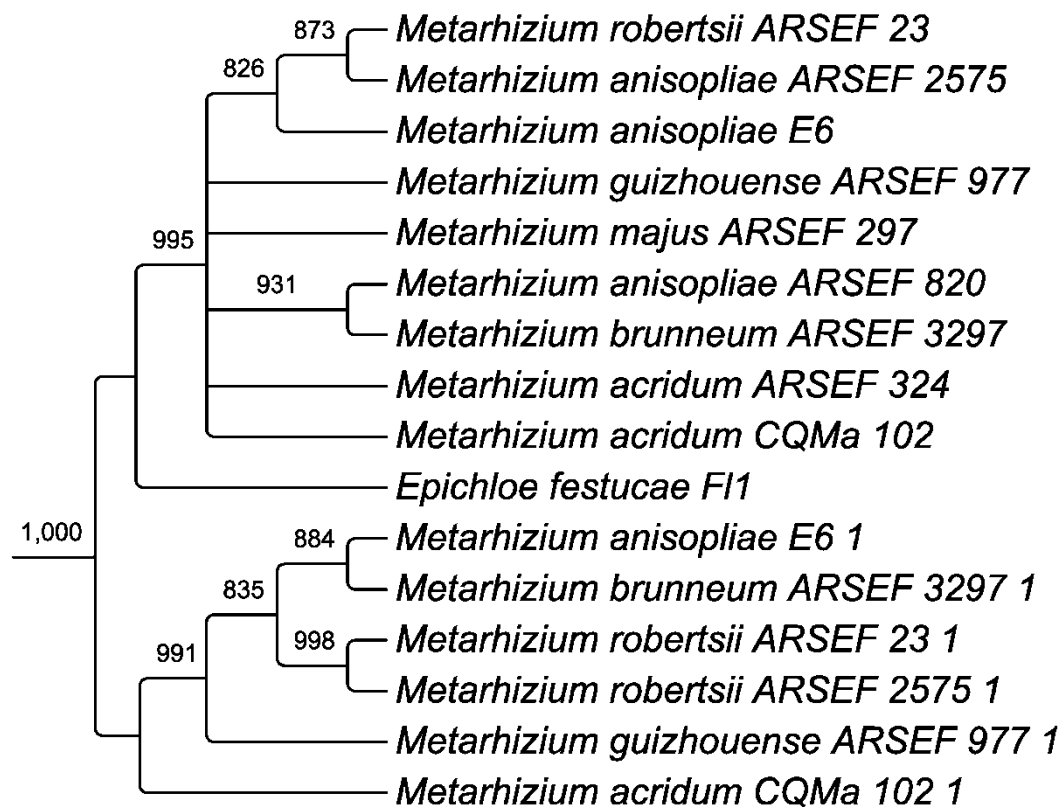 873
Metarhizium robertsii ARSEF 23
826
Metarhizium anisopliae ARSEF 2575
Metarhizium anisopliae E6
Metarhizium guizhouense ARSEF 977
995
Metarhizium majus ARSEF 297
931
Metarhizium anisopliae ARSEF 820
Metarhizium brunneum ARSEF 3297
Metarhizium acridum ARSEF 324
Metarhizium acridum CQMa 102
Epichloe festucae Fl1
1,000
884
Metarhizium anisopliae E6 1
835
Metarhizium brunneum ARSEF 3297 1
998
Metarhizium robertsii ARSEF 23 1
991
Metarhizium robertsii ARSEF 2575 1
Metarhizium guizhouense ARSEF 977 1
Metarhizium acridum CQMa 102 1